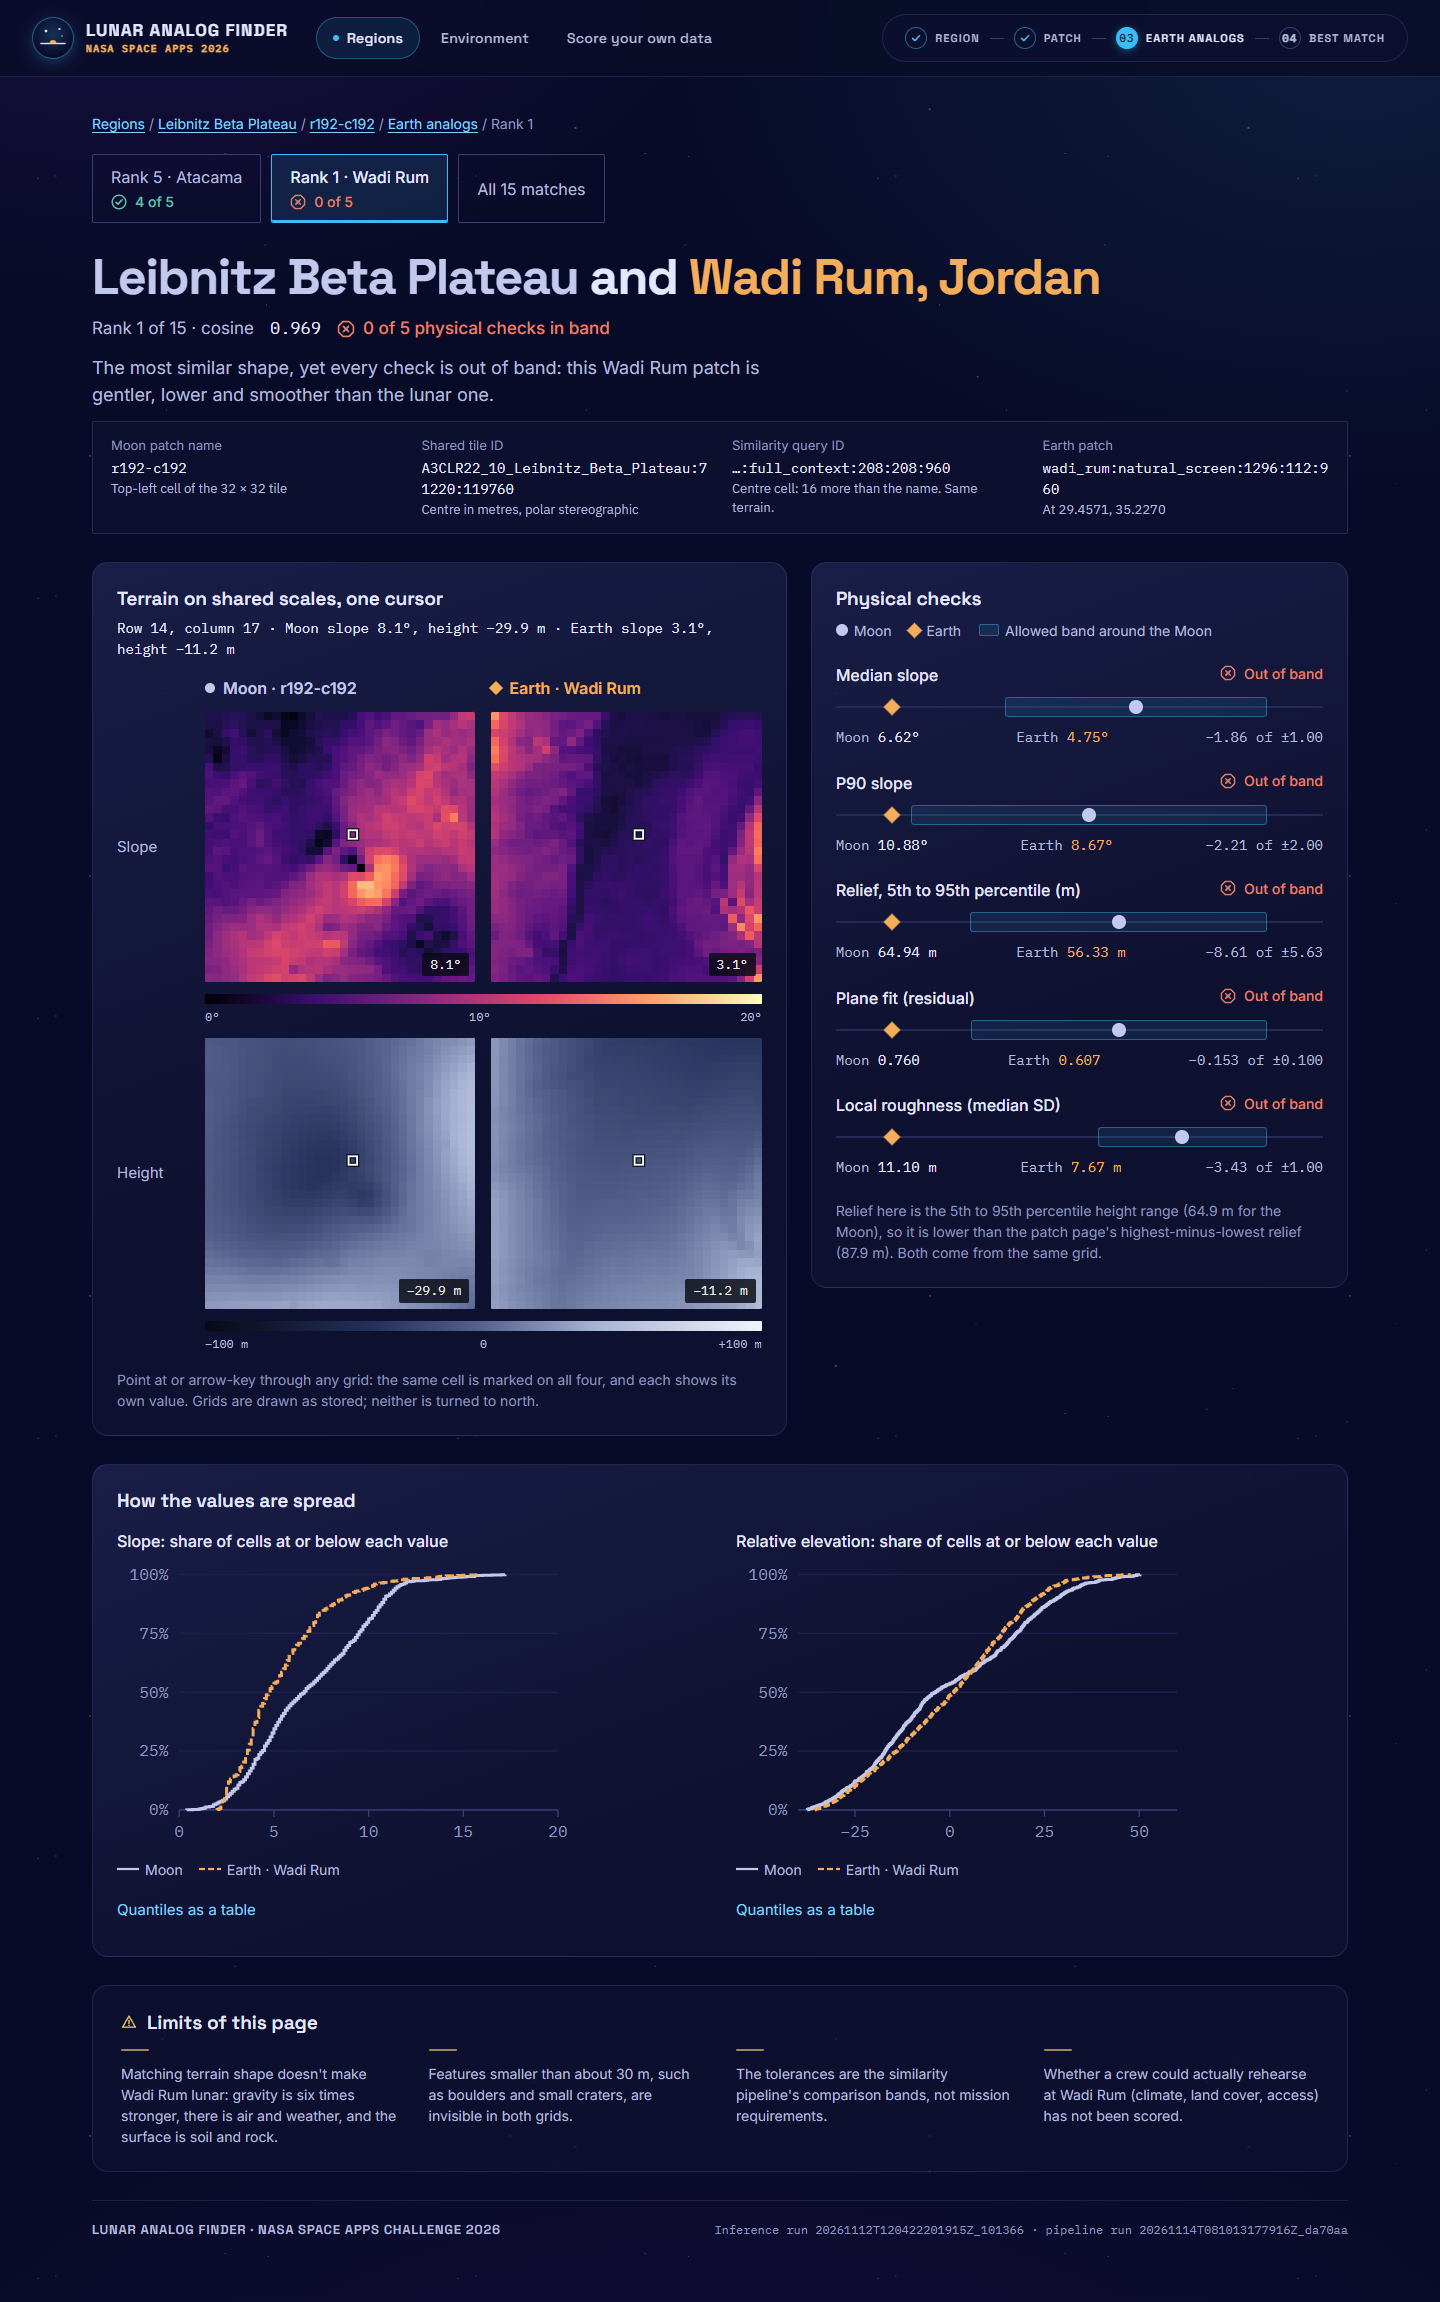 LUNAR ANALOG FINDER
NASA SPACE APPS 2026
Regions
Environment
Score your own data
REGION
PATCH
03 EARTH ANALOGS
04 BEST MATCH
Regions / Leibnitz Beta Plateau / r192-c192 / Earth analogs / Rank 1
Rank 5 · Atacama
4 of 5
Rank 1 · Wadi Rum
0 of 5
All 15 matches
Leibnitz Beta Plateau and Wadi Rum, Jordan
Rank 1 of 15 · cosine 0.969 0 of 5 physical checks in band
The most similar shape, yet every check is out of band: this Wadi Rum patch is
gentler, lower and smoother than the lunar one.
Moon patch name
r192-c192
Top-left cell of the 32 × 32 tile
Shared tile ID
A3CLR22_10_Leibnitz_Beta_Plateau:7
1220:119760
Centre in metres, polar stereographic
Similarity query ID
…:full_context:208:208:960
Centre cell: 16 more than the name. Same
terrain.
Earth patch
wadi_rum:natural_screen:1296:112:9
60
At 29.4571, 35.2270
Terrain on shared scales, one cursor
Row 14, column 17 · Moon slope 8.1°, height −29.9 m · Earth slope 3.1°,
height −11.2 m
Moon · r192-c192
Earth · Wadi Rum
Slope
8.1°
3.1°
0° 10° 20°
Height
−29.9 m
−11.2 m
−100 m 0 +100 m
Point at or arrow-key through any grid: the same cell is marked on all four, and each shows its
own value. Grids are drawn as stored; neither is turned to north.
Physical checks
Moon Earth Allowed band around the Moon
Median slope Out of band
Moon 6.62° Earth 4.75° −1.86 of ±1.00
P90 slope Out of band
Moon 10.88° Earth 8.67° −2.21 of ±2.00
Relief, 5th to 95th percentile (m) Out of band
Moon 64.94 m Earth 56.33 m −8.61 of ±5.63
Plane fit (residual) Out of band
Moon 0.760 Earth 0.607 −0.153 of ±0.100
Local roughness (median SD) Out of band
Moon 11.10 m Earth 7.67 m −3.43 of ±1.00
Relief here is the 5th to 95th percentile height range (64.9 m for the
Moon), so it is lower than the patch page's highest-minus-lowest relief
(87.9 m). Both come from the same grid.
How the values are spread
Slope: share of cells at or below each value
100%
75%
50%
25%
0%
0 5 10 15 20
Moon Earth · Wadi Rum
Quantiles as a table
Relative elevation: share of cells at or below each value
100%
75%
50%
25%
0%
−25 0 25 50
Moon Earth · Wadi Rum
Quantiles as a table
Limits of this page
Matching terrain shape doesn't make
Wadi Rum lunar: gravity is six times
stronger, there is air and weather, and the
surface is soil and rock.
Features smaller than about 30 m, such
as boulders and small craters, are
invisible in both grids.
The tolerances are the similarity
pipeline's comparison bands, not mission
requirements.
Whether a crew could actually rehearse
at Wadi Rum (climate, land cover, access)
has not been scored.
LUNAR ANALOG FINDER · NASA SPACE APPS CHALLENGE 2026
Inference run 20261112T120422201915Z_101366 · pipeline run 20261114T081013177916Z_da70aa